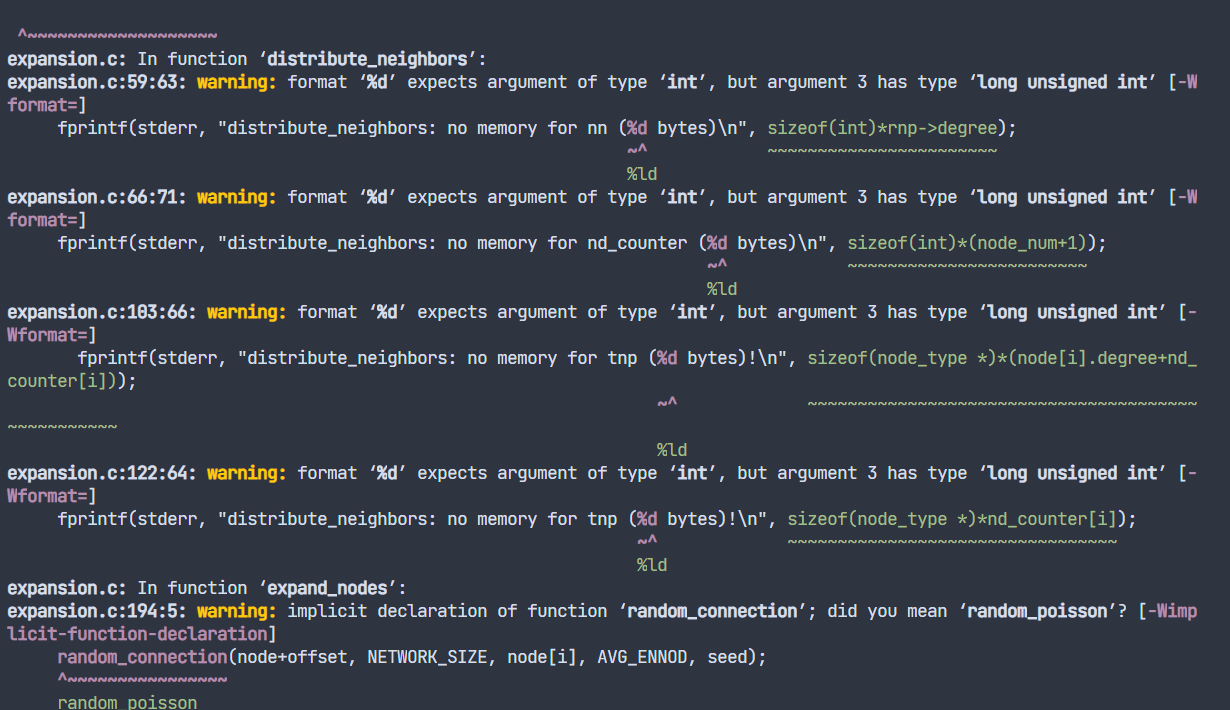 ^~~~~~~~~~~~~~~~~~~~
expansion.c: In function ‘distribute_neighbors’:
expansion.c:59:63: warning: format ‘%d’ expects argument of type ‘int’, but argument 3 has type ‘long unsigned int’ [-W
format=]
fprintf(stderr, "distribute_neighbors: no memory for nn (%d bytes)\n", sizeof(int)*rnp->degree);
~^ ~~~~~~~~~~~~~~~~~~~~~~~
%ld
expansion.c:66:71: warning: format ‘%d’ expects argument of type ‘int’, but argument 3 has type ‘long unsigned int’ [-W
format=]
fprintf(stderr, "distribute_neighbors: no memory for nd_counter (%d bytes)\n", sizeof(int)*(node_num+1));
~^ ~~~~~~~~~~~~~~~~~~~~~~~~
%ld
expansion.c:103:66: warning: format ‘%d’ expects argument of type ‘int’, but argument 3 has type ‘long unsigned int’ [-
Wformat=]
fprintf(stderr, "distribute_neighbors: no memory for tnp (%d bytes)!\n", sizeof(node_type *)*(node[i].degree+nd_
counter[i]));
~^ ~~~~~~~~~~~~~~~~~~~~~~~~~~~~~~~~~~~~~~~
~~~~~~~~~~~
%ld
expansion.c:122:64: warning: format ‘%d’ expects argument of type ‘int’, but argument 3 has type ‘long unsigned int’ [-
Wformat=]
fprintf(stderr, "distribute_neighbors: no memory for tnp (%d bytes)!\n", sizeof(node_type *)*nd_counter[i]);
~^ ~~~~~~~~~~~~~~~~~~~~~~~~~~~~~~~~~
%ld
expansion.c: In function ‘expand_nodes’:
expansion.c:194:5: warning: implicit declaration of function ‘random_connection’; did you mean ‘random_poisson’? [-Wimp
licit-function-declaration]
random_connection(node+offset, NETWORK_SIZE, node[i], AVG_ENNOD, seed);
^~~~~~~~~~~~~~~~~
random_poisson